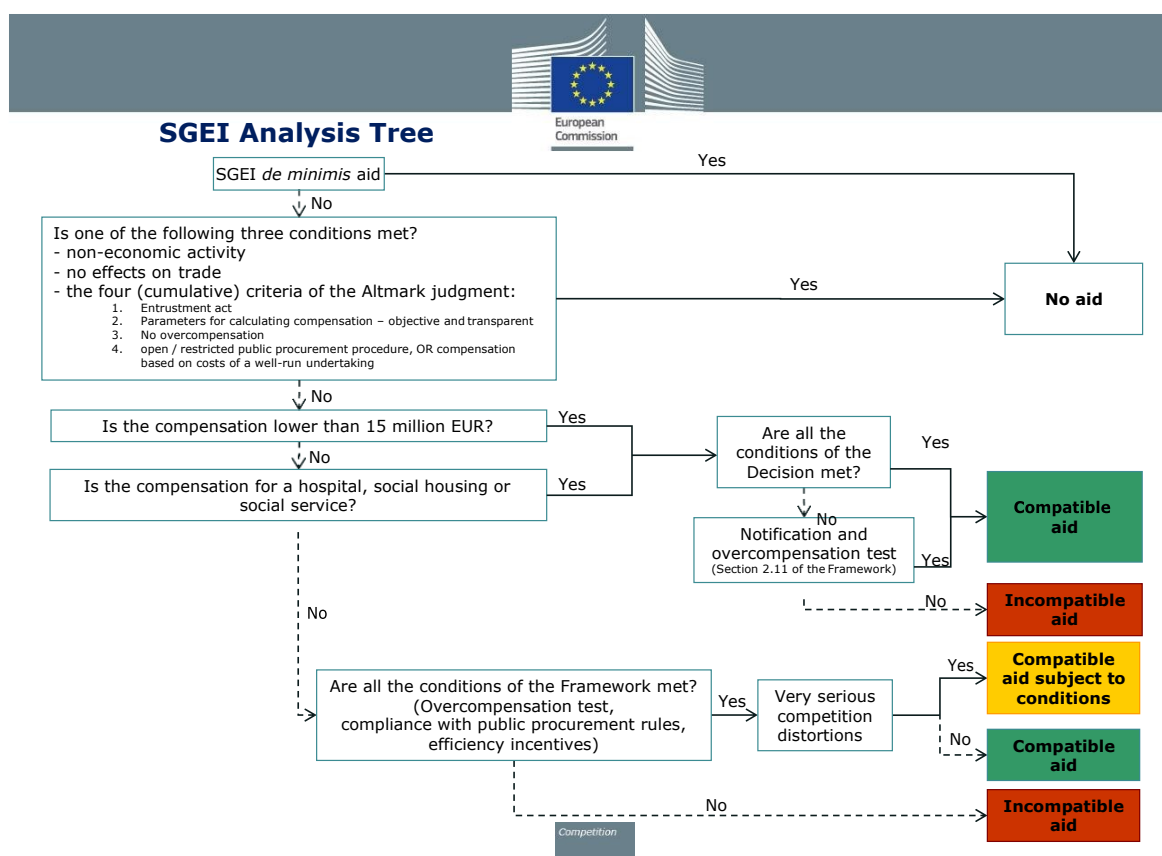 European
Commission
SGEI Analysis Tree
Yes
SGEI de minimis aid
No
Is one of the following three conditions met?
- non-economic activity
- no effects on trade
- the four (cumulative) criteria of the Altmark judgment:
1. Entrustment act
2. Parameters for calculating compensation – objective and transparent
3. No overcompensation
4. open / restricted public procurement procedure, OR compensation
based on costs of a well-run undertaking
Yes
No aid
No
Is the compensation lower than 15 million EUR?
Yes
No
Is the compensation for a hospital, social housing or
social service?
Yes
Are all the
conditions of the
Decision met?
Yes
No
Notification and
overcompensation test
(Section 2.11 of the Framework)
Yes
Compatible
aid
No
Incompatible
aid
No
Are all the conditions of the Framework met?
(Overcompensation test,
compliance with public procurement rules,
efficiency incentives)
Yes
Very serious
competition
distortions
Yes
Compatible
aid subject to
conditions
No
Compatible
aid
No
Incompatible
aid
Competition